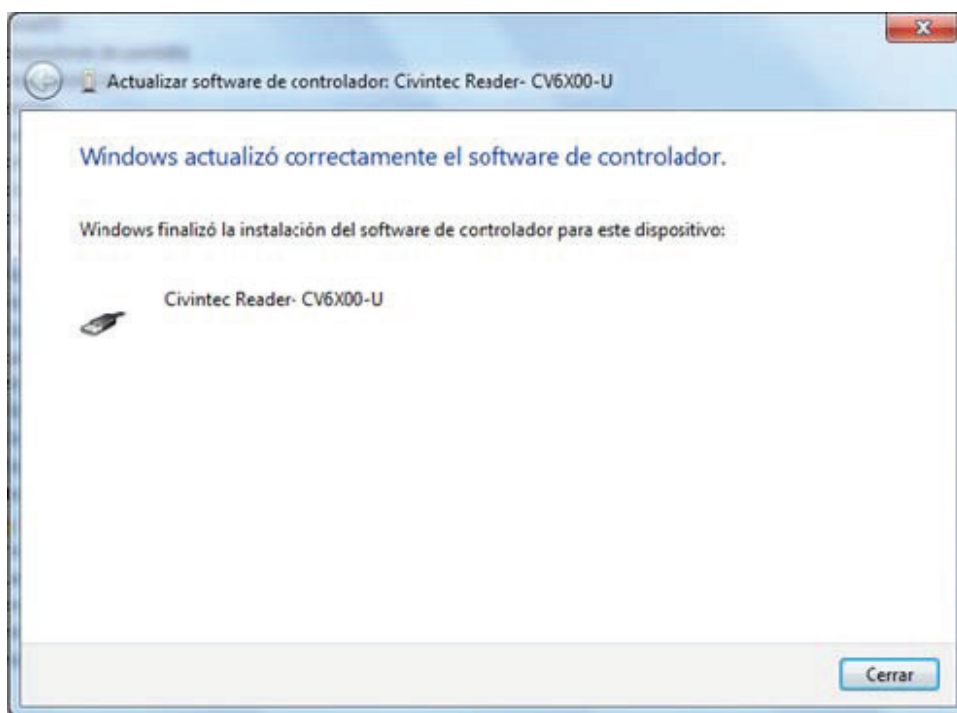 Actualizar software de controlador: Civintec Reader- CV6X00-U
Windows actualizó correctamente el software de controlador.
Windows finalizó la instalación del software de controlador para este dispositivo:
Civintec Reader- CV6X00-U
Cerrar